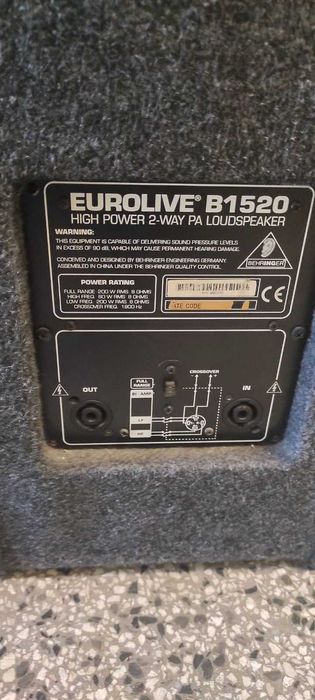 EUROLIVE® B1520
HIGH POWER 2-WAY PA LOUDSPEAKER
WARNING:
THIS EQUIPMENT IS CAPABLE OF DELIVERING SOUND PRESSURE LEVELS
IN EXCESS OF 90 dB, WHICH MAY CAUSE PERMANENT HEARING DAMAGE.
CONCEIVED AND DESIGNED BY BEHRINGER ENGINEERING GERMANY.
ASSEMBLED IN CHINA UNDER THE BEHRINGER QUALITY CONTROL.
BEHRINGER
POWER RATING
FULL RANGE 200 W RMS 8 OHMS
HIGH FREQ. 60 W RMS 8 OHMS
LOW FREQ. 200 W RMS 8 OHMS
CROSSOVER FREQ. 1800 Hz
ATE CODE
CE
FULL
RANGE
CROSSOVER
BI AMP
OUT
IN
LF
HF